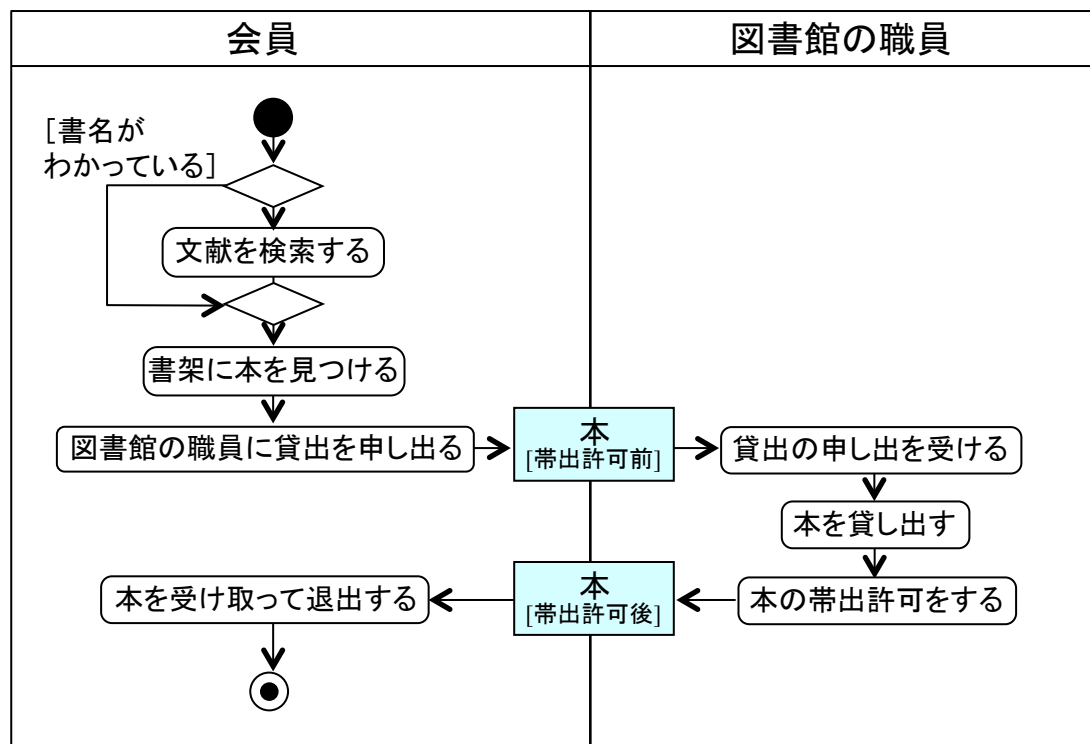 会員
図書館の職員
[書名が
わかっている]
文献を検索する
書架に本を見つける
図書館の職員に貸出を申し出る
本
[帯出許可前]
貸出の申し出を受ける
本を貸し出す
本の帯出許可をする
本
[帯出許可後]
本を受け取って退出する